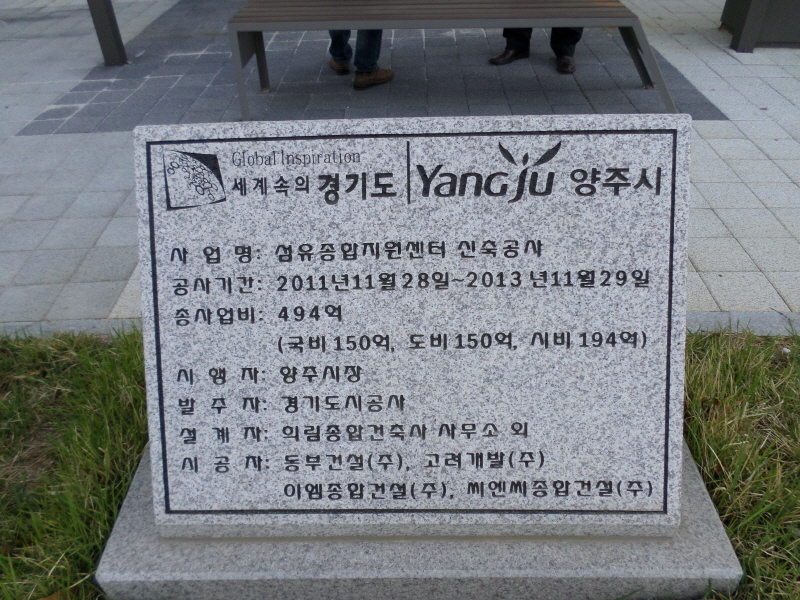 Global Inspiration
세계속의 경기도 Yangju 양주시
사 업 명: 섬유종합지원센터 신축공사
공사기간: 2011년11월28일~2013년11월29일
총사업비: 494억
(국비150억, 도비150억, 시비194억)
시 행 자: 양주시장
발 주 자: 경기도시공사
설 계 자: 의림종합건축사 사무소 외
시 공 자: 동부건설(주), 고려개발(주)
이엠종합건설(주), 씨엔씨종합건설(주)